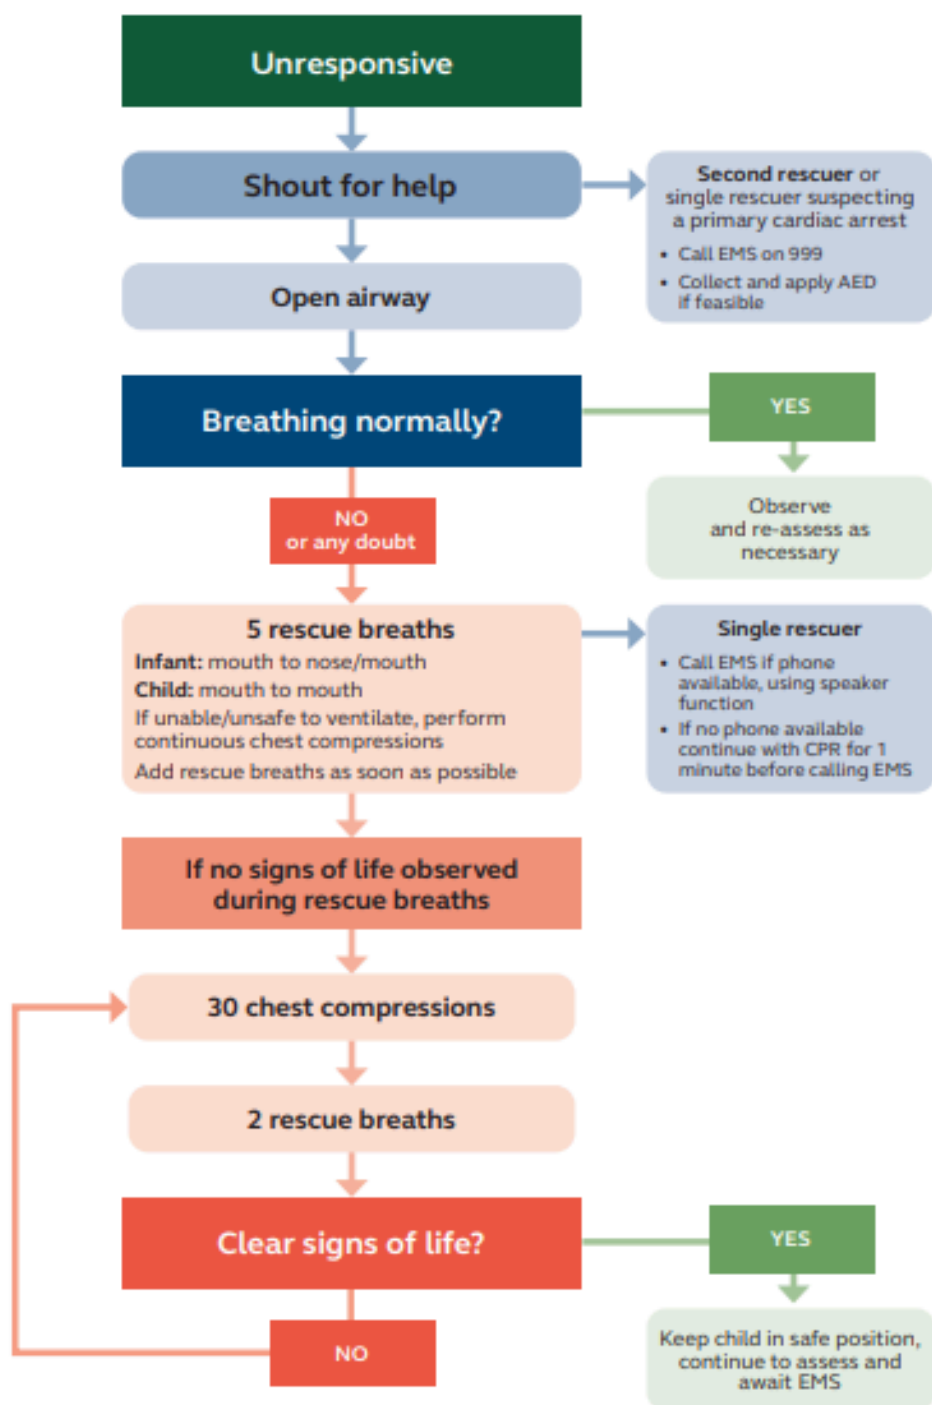 Unresponsive
Shout for help
Second rescuer or
single rescuer suspecting
a primary cardiac arrest
• Call EMS on 999
• Collect and apply AED
if feasible
Open airway
Breathing normally?
YES
Observe
and re-assess as
necessary
NO
or any doubt
5 rescue breaths
Infant: mouth to nose/mouth
Child: mouth to mouth
If unable/unsafe to ventilate, perform
continuous chest compressions
Add rescue breaths as soon as possible
Single rescuer
• Call EMS if phone
available, using speaker
function
• If no phone available
continue with CPR for 1
minute before calling EMS
If no signs of life observed
during rescue breaths
30 chest compressions
2 rescue breaths
Clear signs of life?
YES
Keep child in safe position,
continue to assess and
await EMS
NO